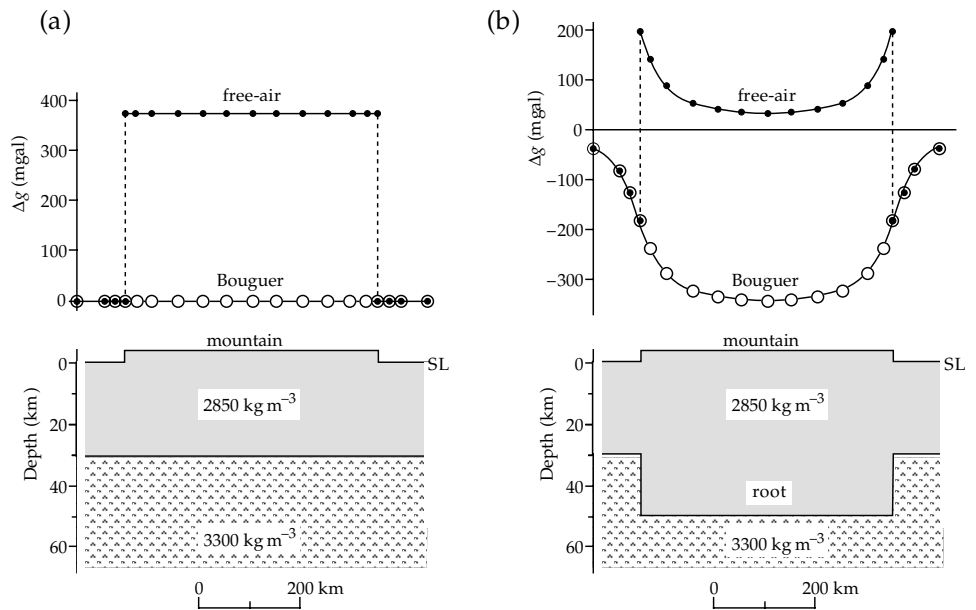 (a)
400
300
200
400
300
0
Δg (mgal)
free-air
Bouguer
mountain
SL
0
20
40
60
Depth (km)
2850 kg m⁻³
3300 kg m⁻³
0 200 km
(b)
200
100
0
−100
−200
−300
Δg (mgal)
free-air
Bouguer
mountain
SL
0
20
40
60
Depth (km)
2850 kg m⁻³
root
3300 kg m⁻³
0 200 km